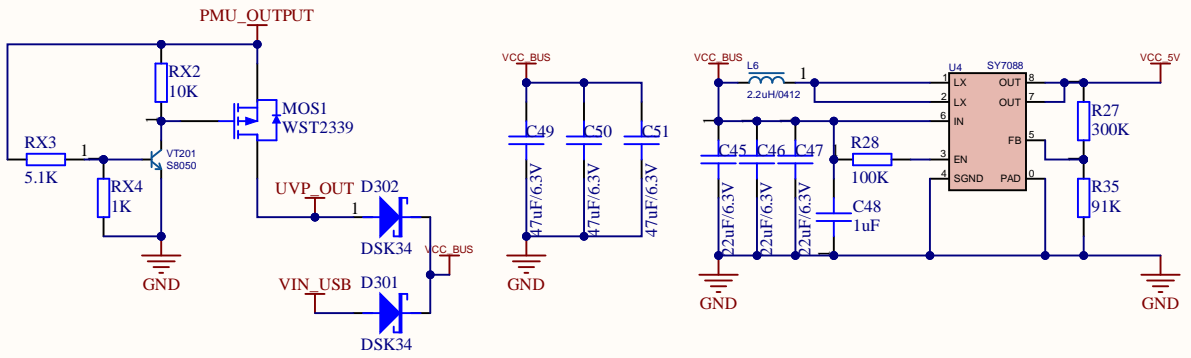 PMU_OUTPUT
RX2
10K
MOS1
WST2339
RX3
5.1K
1
VT201
S8050
RX4
1K
GND
UVP_OUT
D302
1
DSK34
VCC_BUS
VIN_USB
D301
DSK34
VCC_BUS
C49
47uF/6.3V
C50
47uF/6.3V
C51
47uF/6.3V
GND
VCC_BUS
L6
1
2.2uH/0412
U4
SY7088
1
LX
2
LX
6
IN
3
EN
4
SGND
OUT
8
OUT
7
FB
5
PAD
0
VCC_5V
R27
300K
R35
91K
C45
22uF/6.3V
C46
22uF/6.3V
C47
22uF/6.3V
R28
100K
C48
1uF
GND
GND